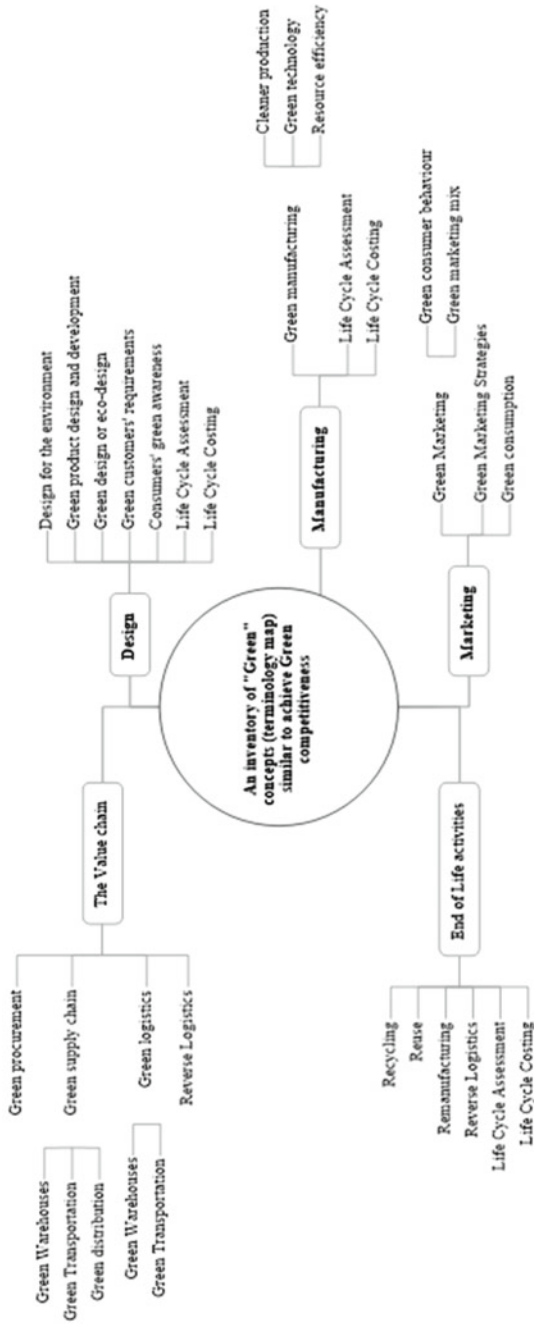 An inventory of "Green"
concepts (terminology map)
similar to achieve Green
competitiveness
The Value chain
Green procurement
Green supply chain
Green Warehouses
Green Transportation
Green distribution
Green logistics
Green Warehouses
Green Transportation
Reverse Logistics
Design
Design for the environment
Green product design and development
Green design or eco-design
Green customers' requirements
Consumers' green awareness
Life Cycle Assessment
Life Cycle Costing
Manufacturing
Green manufacturing
Cleaner production
Green technology
Resource efficiency
Life Cycle Assessment
Life Cycle Costing
End of Life activities
Recycling
Reuse
Remanufacturing
Reverse Logistics
Life Cycle Assessment
Life Cycle Costing
Marketing
Green Marketing
Green Marketing Strategies
Green consumption
Green consumer behaviour
Green marketing mix